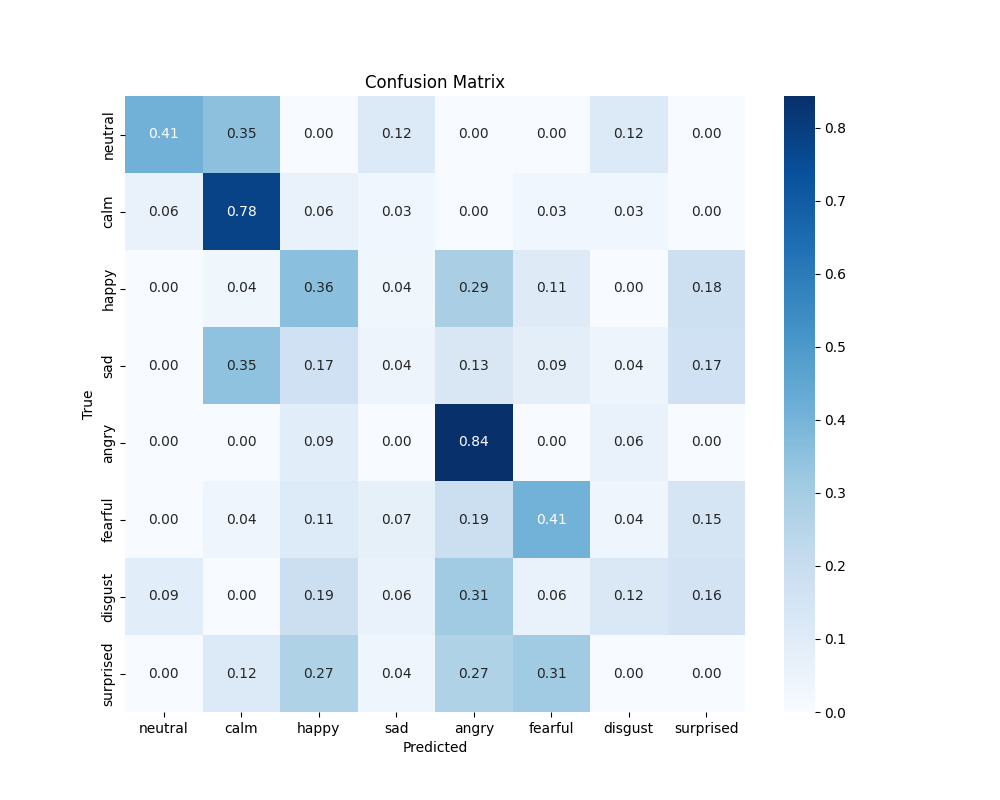 Confusion Matrix
neutral 0.41 0.35 0.00 0.12 0.00 0.00 0.12 0.00
calm 0.06 0.78 0.06 0.03 0.00 0.03 0.03 0.00
happy 0.00 0.04 0.36 0.04 0.29 0.11 0.00 0.18
sad 0.00 0.35 0.17 0.04 0.13 0.09 0.04 0.17
angry 0.00 0.00 0.09 0.00 0.84 0.00 0.06 0.00
fearful 0.00 0.04 0.11 0.07 0.19 0.41 0.04 0.15
disgust 0.09 0.00 0.19 0.06 0.31 0.06 0.12 0.16
surprised 0.00 0.12 0.27 0.04 0.27 0.31 0.00 0.00
True
neutral calm happy sad angry fearful disgust surprised
Predicted
0.8
0.7
0.6
0.5
0.4
0.3
0.2
0.1
0.0